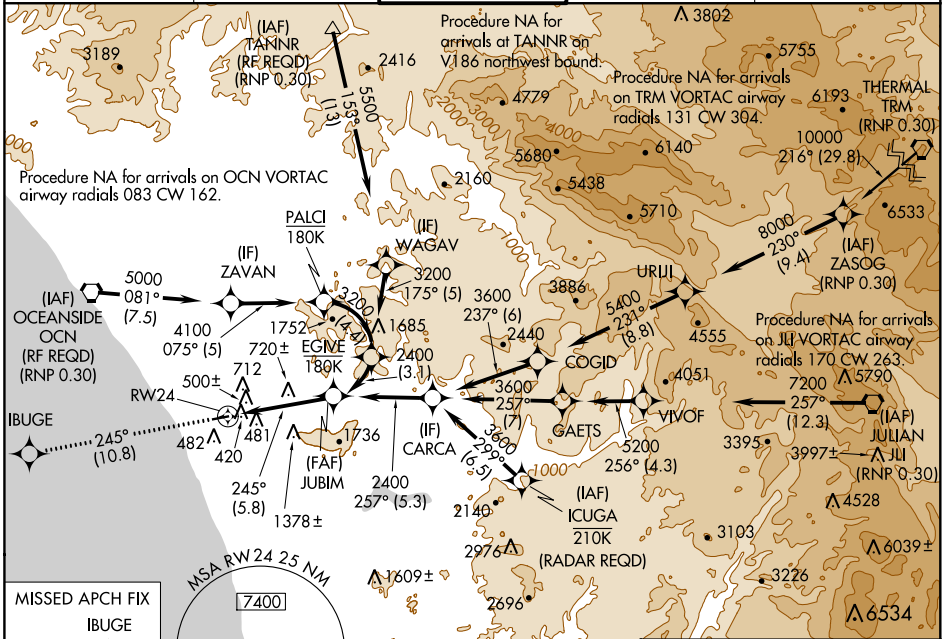 3189
(IAF)
TANNR
(RF REQD)
(RNP 0.30)
2416
5500
153°
(13)
Procedure NA for
arrivals at TANNR on
V186 northwest bound.
3802
5755
4779
Procedure NA for arrivals
on TRM VORTAC airway
radials 131 CW 304.
6193
THERMAL
TRM
(RNP 0.30)
10000
216° (29.8)
4000
2000
1000
5680
6140
5438
5710
6533
2160
Procedure NA for arrivals on OCN VORTAC
airway radials 083 CW 162.
PALCI
180K
(IF)
WAGAV
(IF)
ZAVAN
8000
230°
(9.4)
(IAF)
ZASOG
(RNP 0.30)
URIJI
5000
081°
(7.5)
(IAF)
OCEANSIDE
OCN
(RF REQD)
(RNP 0.30)
4100
075° (5)
3200
(4.4)
3200
175° (5)
3600
237° (6)
3886
5400
231°
(8.8)
4555
1752
1685
2440
COGID
Procedure NA for arrivals
on JLI VORTAC airway
radials 170 CW 263.
5790
EGIVE
180K
2400
(3.1)
720±
712
500±
RW24
4051
3600
257°
(7)
7200
257°
(12.3)
(IAF)
JULIAN
JLI
(RNP 0.30)
IBUGE
245°
(10.8)
482
420
481
1736
(FAF)
JUBIM
(IF)
CARCA
GAETS
VIVOF
5200
256° (4.3)
3395
3997±
245°
(5.8)
1378±
2400
257° (5.3)
3600
299°
(6.5)
1000
(IAF)
ICUGA
210K
(RADAR REQD)
2140
4528
3103
2976
6039±
MSA RW24 25 NM
7400
1609±
2696
3226
6534
MISSED APCH FIX
IBUGE